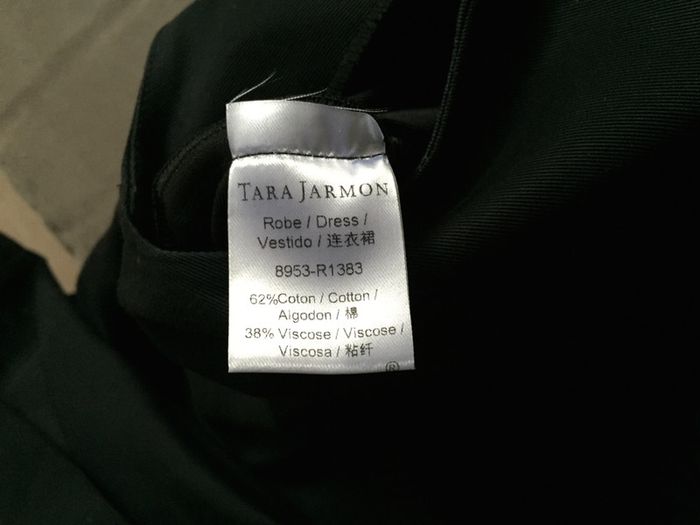 TARA JARMON
Robe / Dress /
Vestido / 连衣裙
8953-R1383
62%Coton / Cotton /
Algodon / 棉
38% Viscose / Viscose /
Viscosa / 粘纤
®